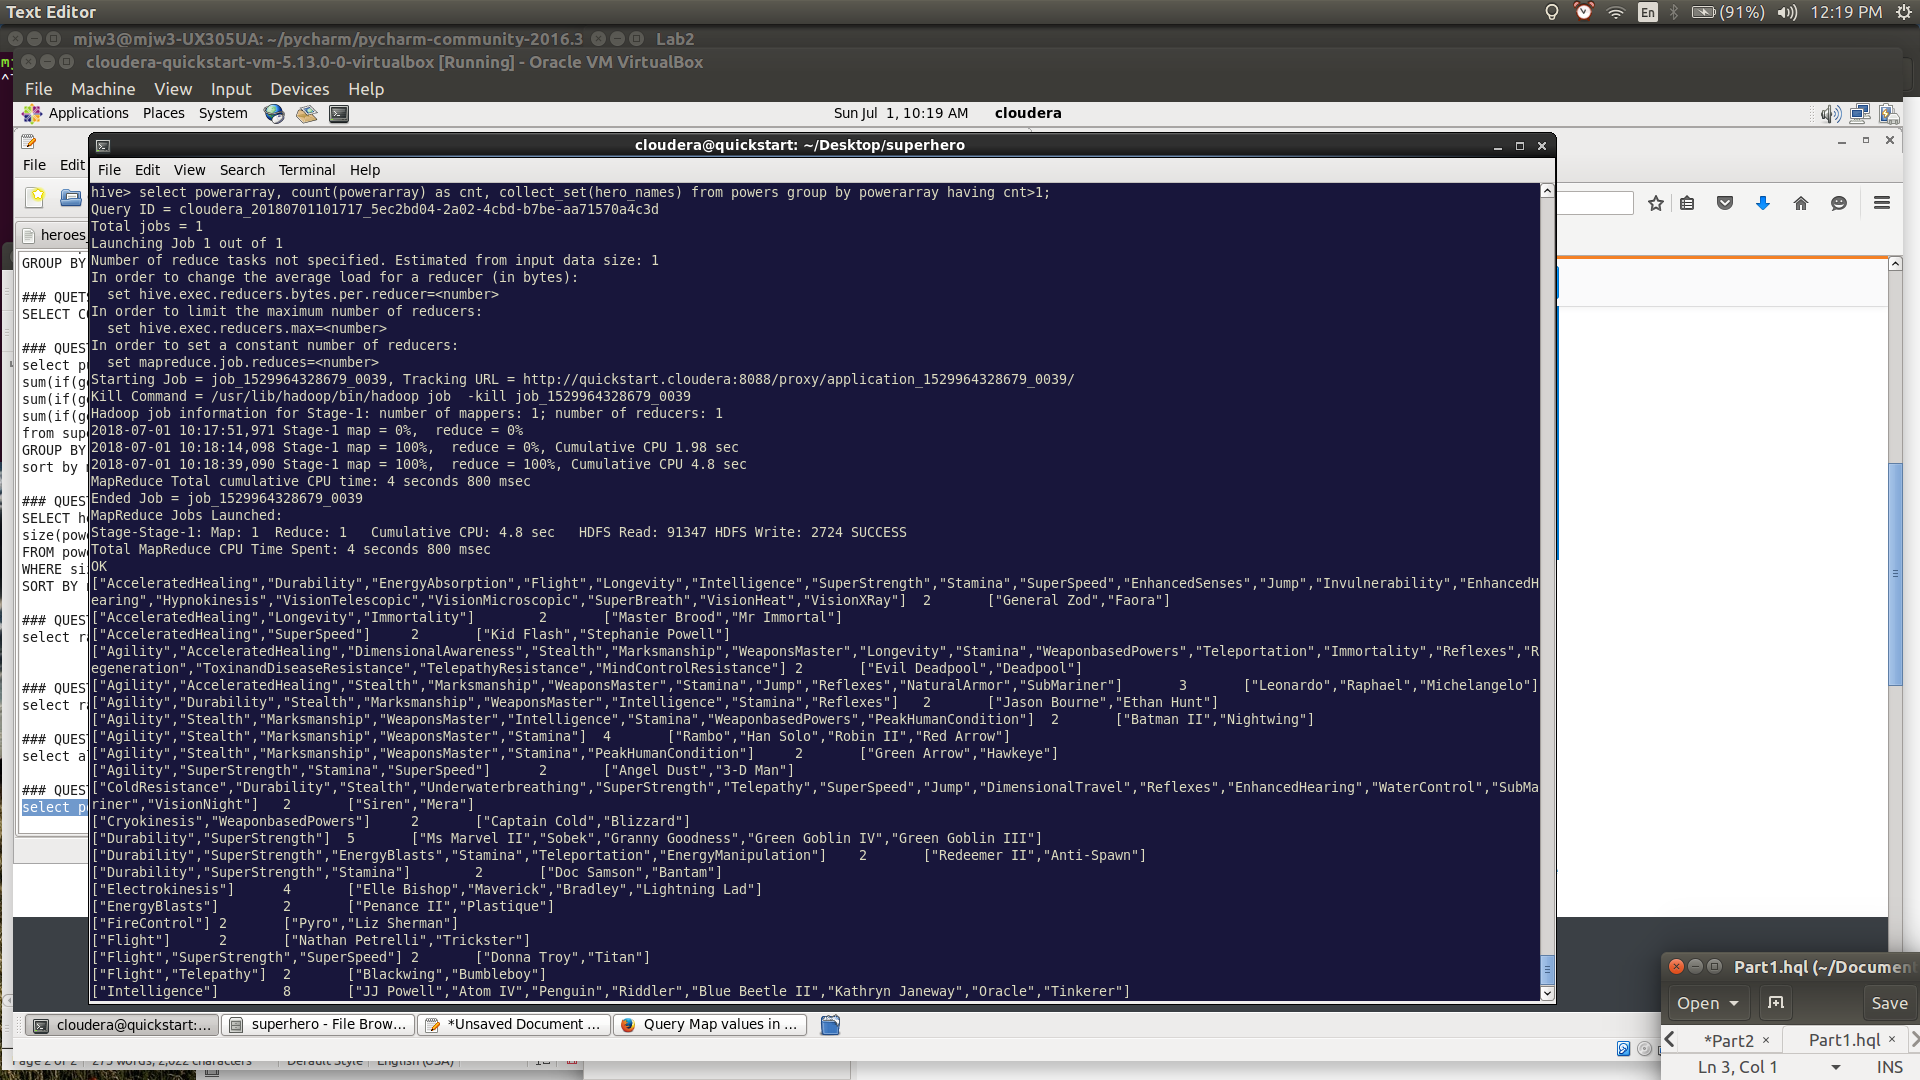 Text Editor
En
(91%)
12:19 PM
mjw3@mjw3-UX305UA: ~/pycharm/pycharm-community-2016.3
Lab2
cloudera-quickstart-vm-5.13.0-0-virtualbox [Running] - Oracle VM VirtualBox
File Machine View Input Devices Help
Applications Places System
Sun Jul 1, 10:19 AM
cloudera
cloudera@quickstart: ~/Desktop/superhero
File Edit
File Edit View Search Terminal Help
hive> select powerarray, count(powerarray) as cnt, collect_set(hero_names) from powers group by powerarray having cnt>1;
Query ID = cloudera_20180701101717_5ec2bd04-2a02-4cbd-b7be-aa71570a4c3d
Total jobs = 1
Launching Job 1 out of 1
Number of reduce tasks not specified. Estimated from input data size: 1
In order to change the average load for a reducer (in bytes):
  set hive.exec.reducers.bytes.per.reducer=<number>
In order to limit the maximum number of reducers:
  set hive.exec.reducers.max=<number>
In order to set a constant number of reducers:
  set mapreduce.job.reduces=<number>
Starting Job = job_1529964328679_0039, Tracking URL = http://quickstart.cloudera:8088/proxy/application_1529964328679_0039/
Kill Command = /usr/lib/hadoop/bin/hadoop job  -kill job_1529964328679_0039
Hadoop job information for Stage-1: number of mappers: 1; number of reducers: 1
2018-07-01 10:17:51,971 Stage-1 map = 0%,  reduce = 0%
2018-07-01 10:18:14,098 Stage-1 map = 100%,  reduce = 0%, Cumulative CPU 1.98 sec
2018-07-01 10:18:39,090 Stage-1 map = 100%,  reduce = 100%, Cumulative CPU 4.8 sec
MapReduce Total cumulative CPU time: 4 seconds 800 msec
Ended Job = job_1529964328679_0039
MapReduce Jobs Launched:
Stage-Stage-1: Map: 1  Reduce: 1   Cumulative CPU: 4.8 sec   HDFS Read: 91347 HDFS Write: 2724 SUCCESS
Total MapReduce CPU Time Spent: 4 seconds 800 msec
OK
["AcceleratedHealing","Durability","EnergyAbsorption","Flight","Longevity","Intelligence","SuperStrength","Stamina","SuperSpeed","EnhancedSenses","Jump","Invulnerability","EnhancedH
earing","Hypnokinesis","VisionTelescopic","VisionMicroscopic","SuperBreath","VisionHeat","VisionXRay"]  2       ["General Zod","Faora"]
["AcceleratedHealing","Longevity","Immortality"]        2       ["Master Brood","Mr Immortal"]
["AcceleratedHealing","SuperSpeed"]     2       ["Kid Flash","Stephanie Powell"]
["Agility","AcceleratedHealing","DimensionalAwareness","Stealth","Marksmanship","WeaponsMaster","Longevity","Stamina","WeaponbasedPowers","Teleportation","Immortality","Reflexes","R
egeneration","ToxinandDiseaseResistance","TelepathyResistance","MindControlResistance"] 2       ["Evil Deadpool","Deadpool"]
["Agility","AcceleratedHealing","Stealth","Marksmanship","WeaponsMaster","Stamina","Jump","Reflexes","NaturalArmor","SubMariner"]       3       ["Leonardo","Raphael","Michelangelo"]
["Agility","Durability","Stealth","Marksmanship","WeaponsMaster","Intelligence","Stamina","Reflexes"]   2       ["Jason Bourne","Ethan Hunt"]
["Agility","Stealth","Marksmanship","WeaponsMaster","Intelligence","Stamina","WeaponbasedPowers","PeakHumanCondition"]  2       ["Batman II","Nightwing"]
["Agility","Stealth","Marksmanship","WeaponsMaster","Stamina"]  4       ["Rambo","Han Solo","Robin II","Red Arrow"]
["Agility","Stealth","Marksmanship","WeaponsMaster","Stamina","PeakHumanCondition"]     2       ["Green Arrow","Hawkeye"]
["Agility","SuperStrength","Stamina","SuperSpeed"]      2       ["Angel Dust","3-D Man"]
["ColdResistance","Durability","Stealth","Underwaterbreathing","SuperStrength","Telepathy","SuperSpeed","Jump","DimensionalTravel","Reflexes","EnhancedHearing","WaterControl","SubMa
riner","VisionNight"]   2       ["Siren","Mera"]
["Cryokinesis","WeaponbasedPowers"]     2       ["Captain Cold","Blizzard"]
["Durability","SuperStrength"]  5       ["Ms Marvel II","Sobek","Granny Goodness","Green Goblin IV","Green Goblin III"]
["Durability","SuperStrength","EnergyBlasts","Stamina","Teleportation","EnergyManipulation"]    2       ["Redeemer II","Anti-Spawn"]
["Durability","SuperStrength","Stamina"]        2       ["Doc Samson","Bantam"]
["Electrokinesis"]      4       ["Elle Bishop","Maverick","Bradley","Lightning Lad"]
["EnergyBlasts"]        2       ["Penance II","Plastique"]
["FireControl"] 2       ["Pyro","Liz Sherman"]
["Flight"]      2       ["Nathan Petrelli","Trickster"]
["Flight","SuperStrength","SuperSpeed"] 2       ["Donna Troy","Titan"]
["Flight","Telepathy"]  2       ["Blackwing","Bumbleboy"]
["Intelligence"]        8       ["JJ Powell","Atom IV","Penguin","Riddler","Blue Beetle II","Kathryn Janeway","Oracle","Tinkerer"]
heroes
GROUP BY
### QUET
SELECT
### QUEST
select
sum(if(g
sum(if(g
sum(if(g
from sup
GROUP BY
sort by
### QUEST
SELECT h
size(pow
FROM pow
WHERE si
SORT BY
### QUEST
select ra
### QUEST
select ra
### QUEST
select a
### QUEST
select p
Part1.hql (~/Document
Open
Save
*Part2 × Part1.hql ×
Ln 3, Col 1
INS
cloudera@quickstart:...
superhero - File Brow...
*Unsaved Document ...
Query Map values in ...